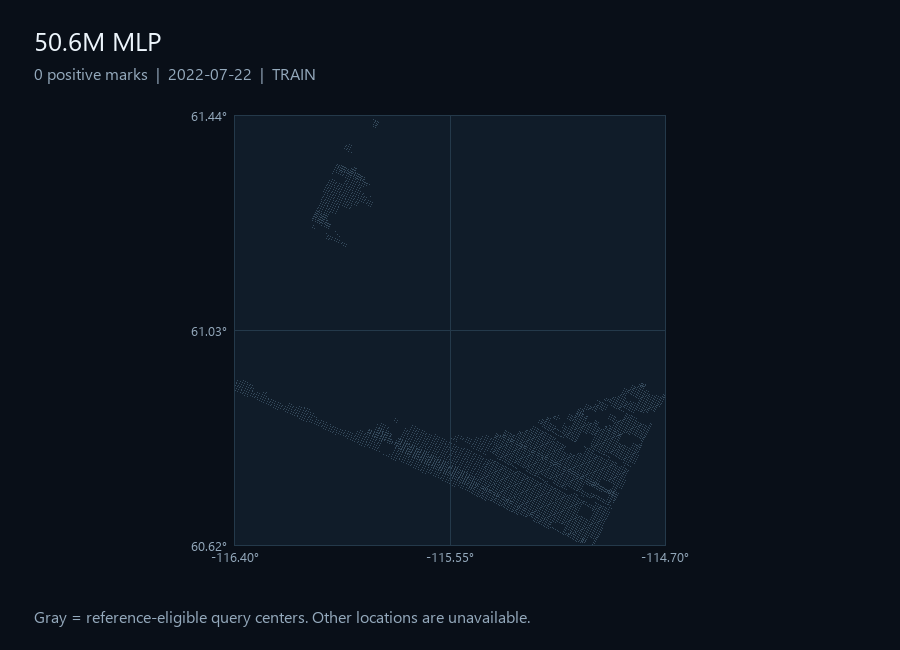 50.6M MLP
0 positive marks | 2022-07-22 | TRAIN
61.44°
61.03°
60.62°
-116.40°
-115.55°
-114.70°
Gray = reference-eligible query centers. Other locations are unavailable.